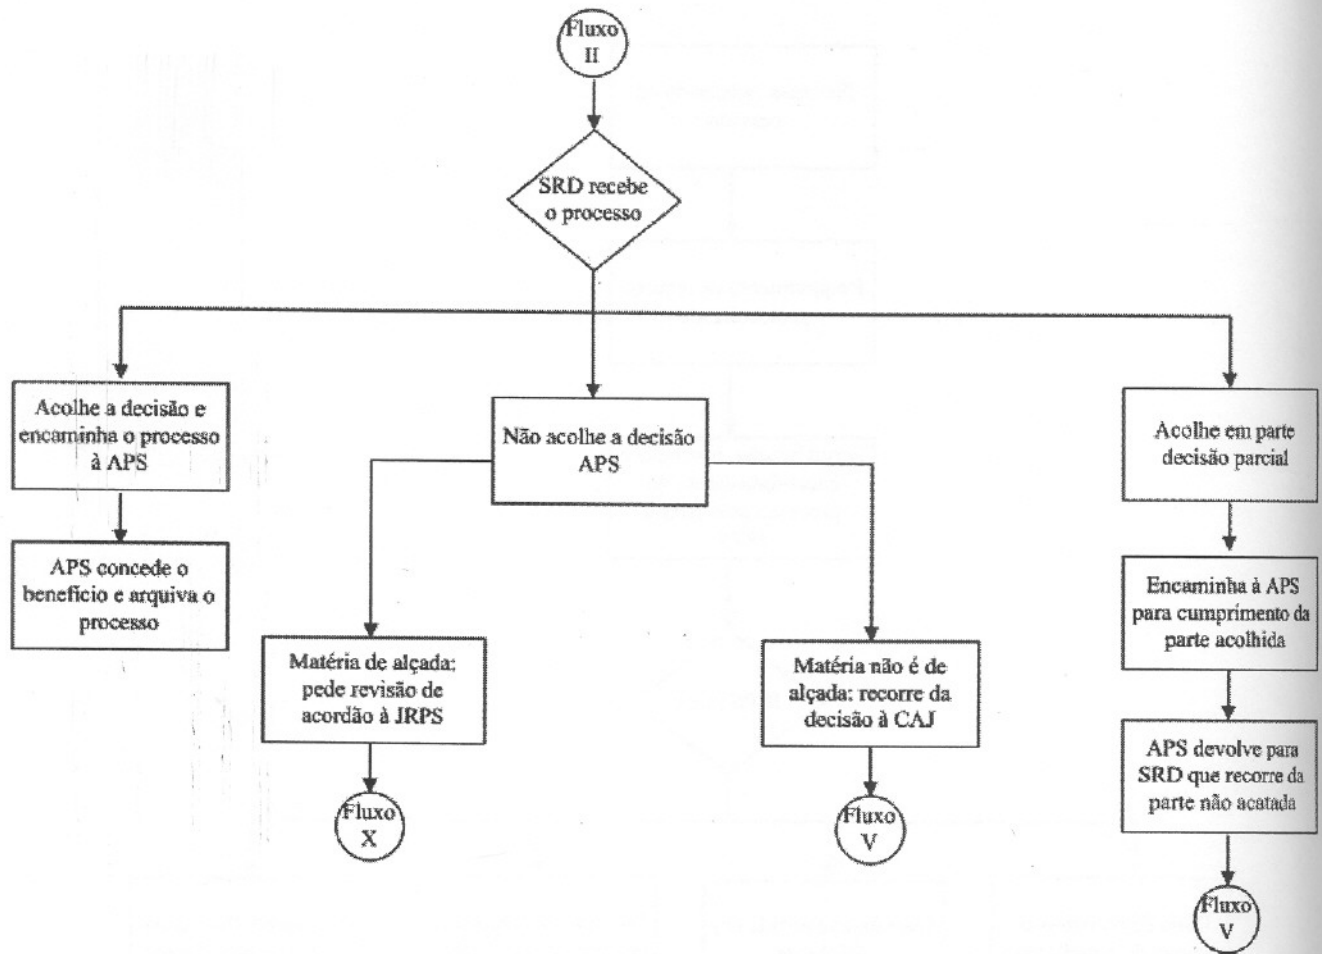 Fluxo
II
SRD recebe
o processo
Acolhe a decisão e
encaminha o processo
à APS
APS concede o
benefício e arquiva o
processo
Não acolhe a decisão
APS
Matéria de alçada:
pede revisão de
acordão à JRPS
Fluxo
X
Matéria não é de
alçada: recorre da
decisão à CAJ
Fluxo
V
Acolhe em parte
decisão parcial
Encaminha à APS
para cumprimento da
parte acolhida
APS devolve para
SRD que recorre da
parte não acatada
Fluxo
V